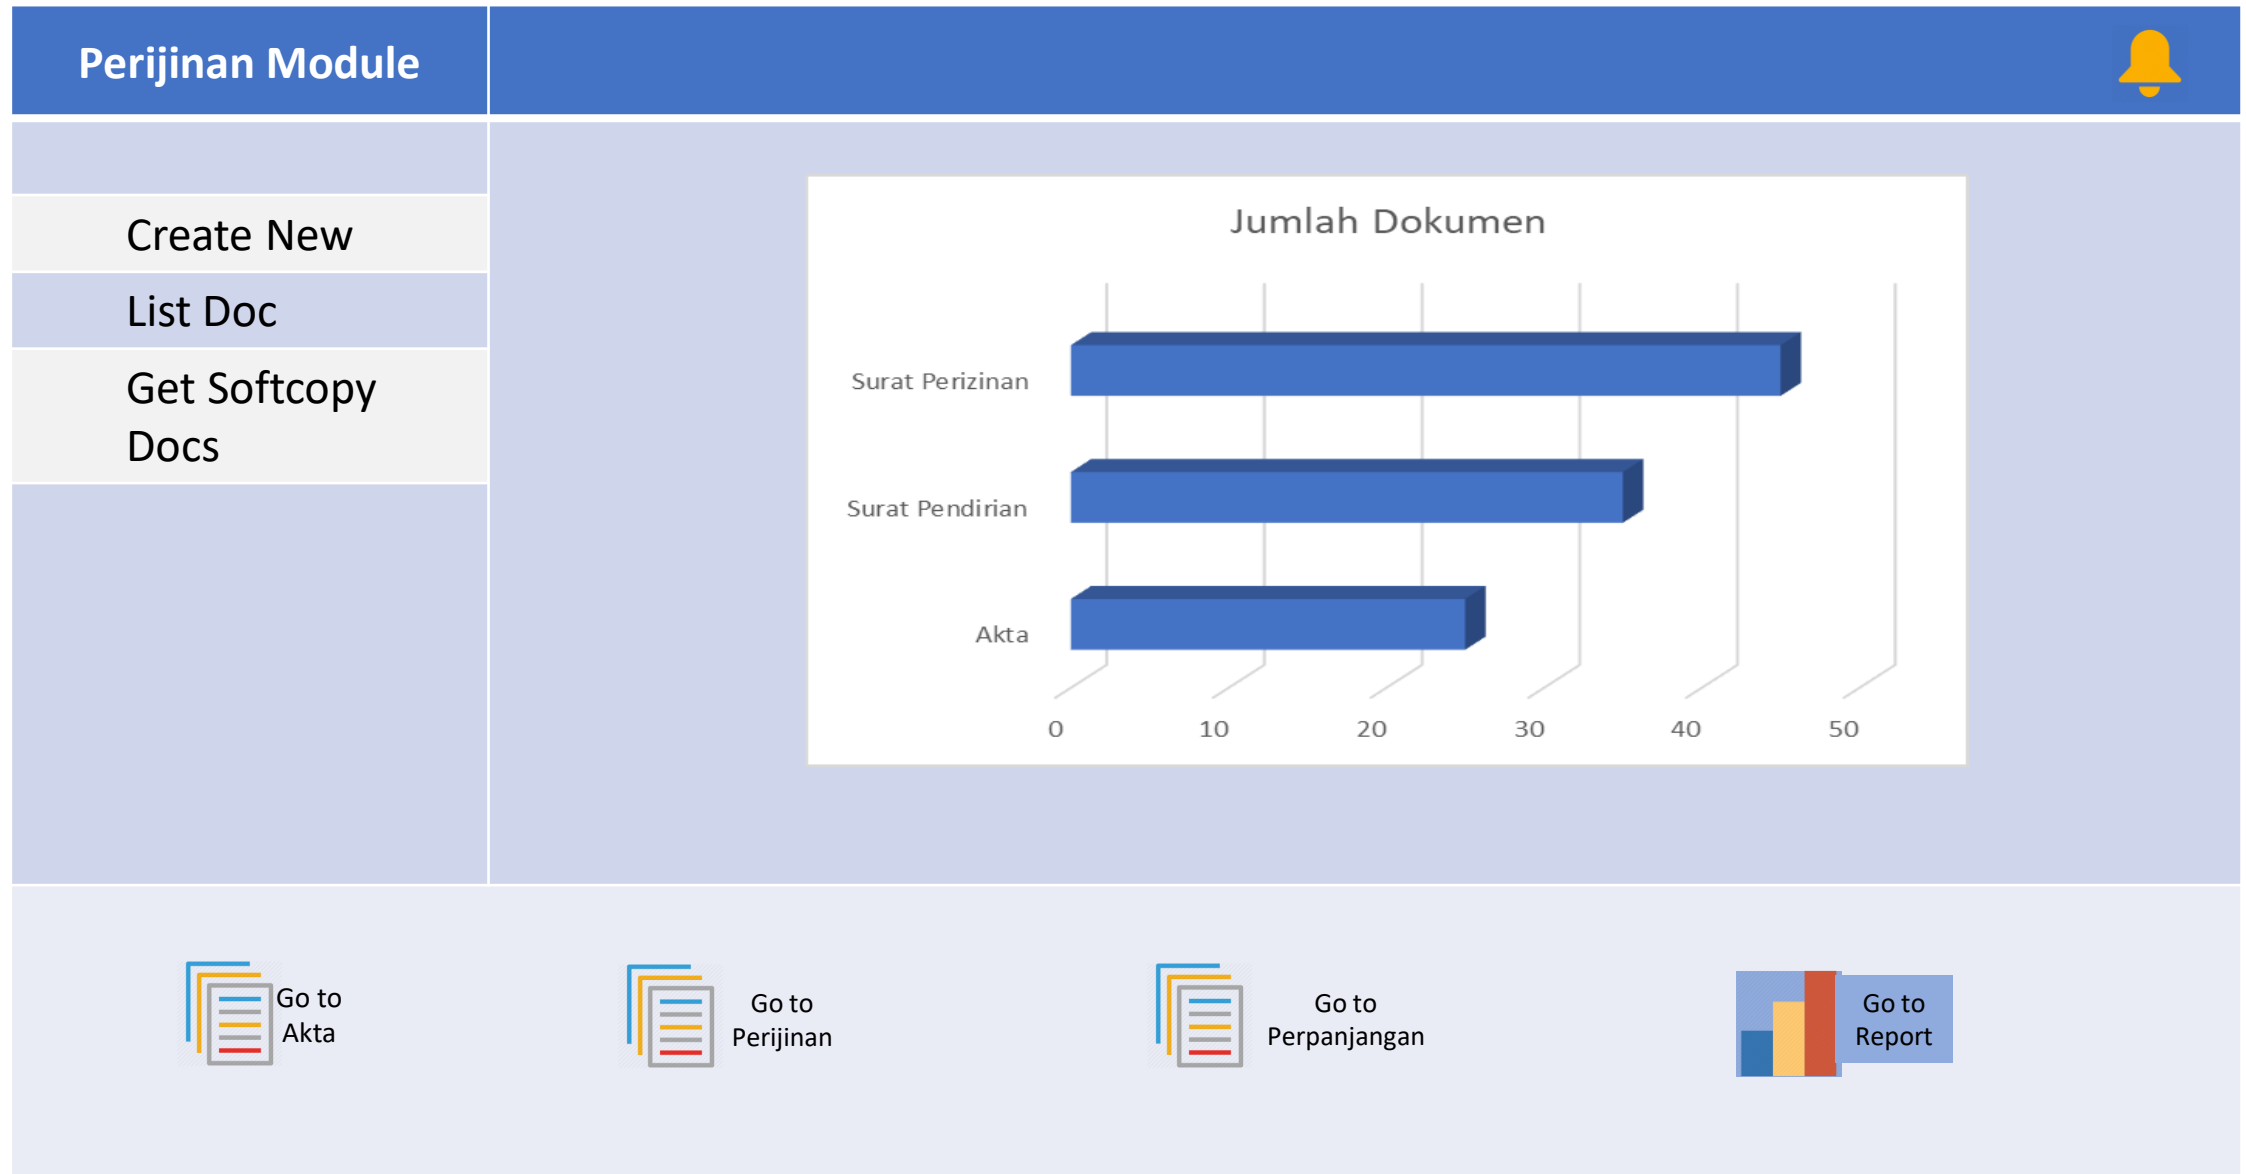 Perijinan Module
Create New
List Doc
Get Softcopy
Docs
Jumlah Dokumen
Surat Perizinan
Surat Pendirian
Akta
0 10 20 30 40 50
Go to
Akta
Go to
Perijinan
Go to
Perpanjangan
Go to
Report